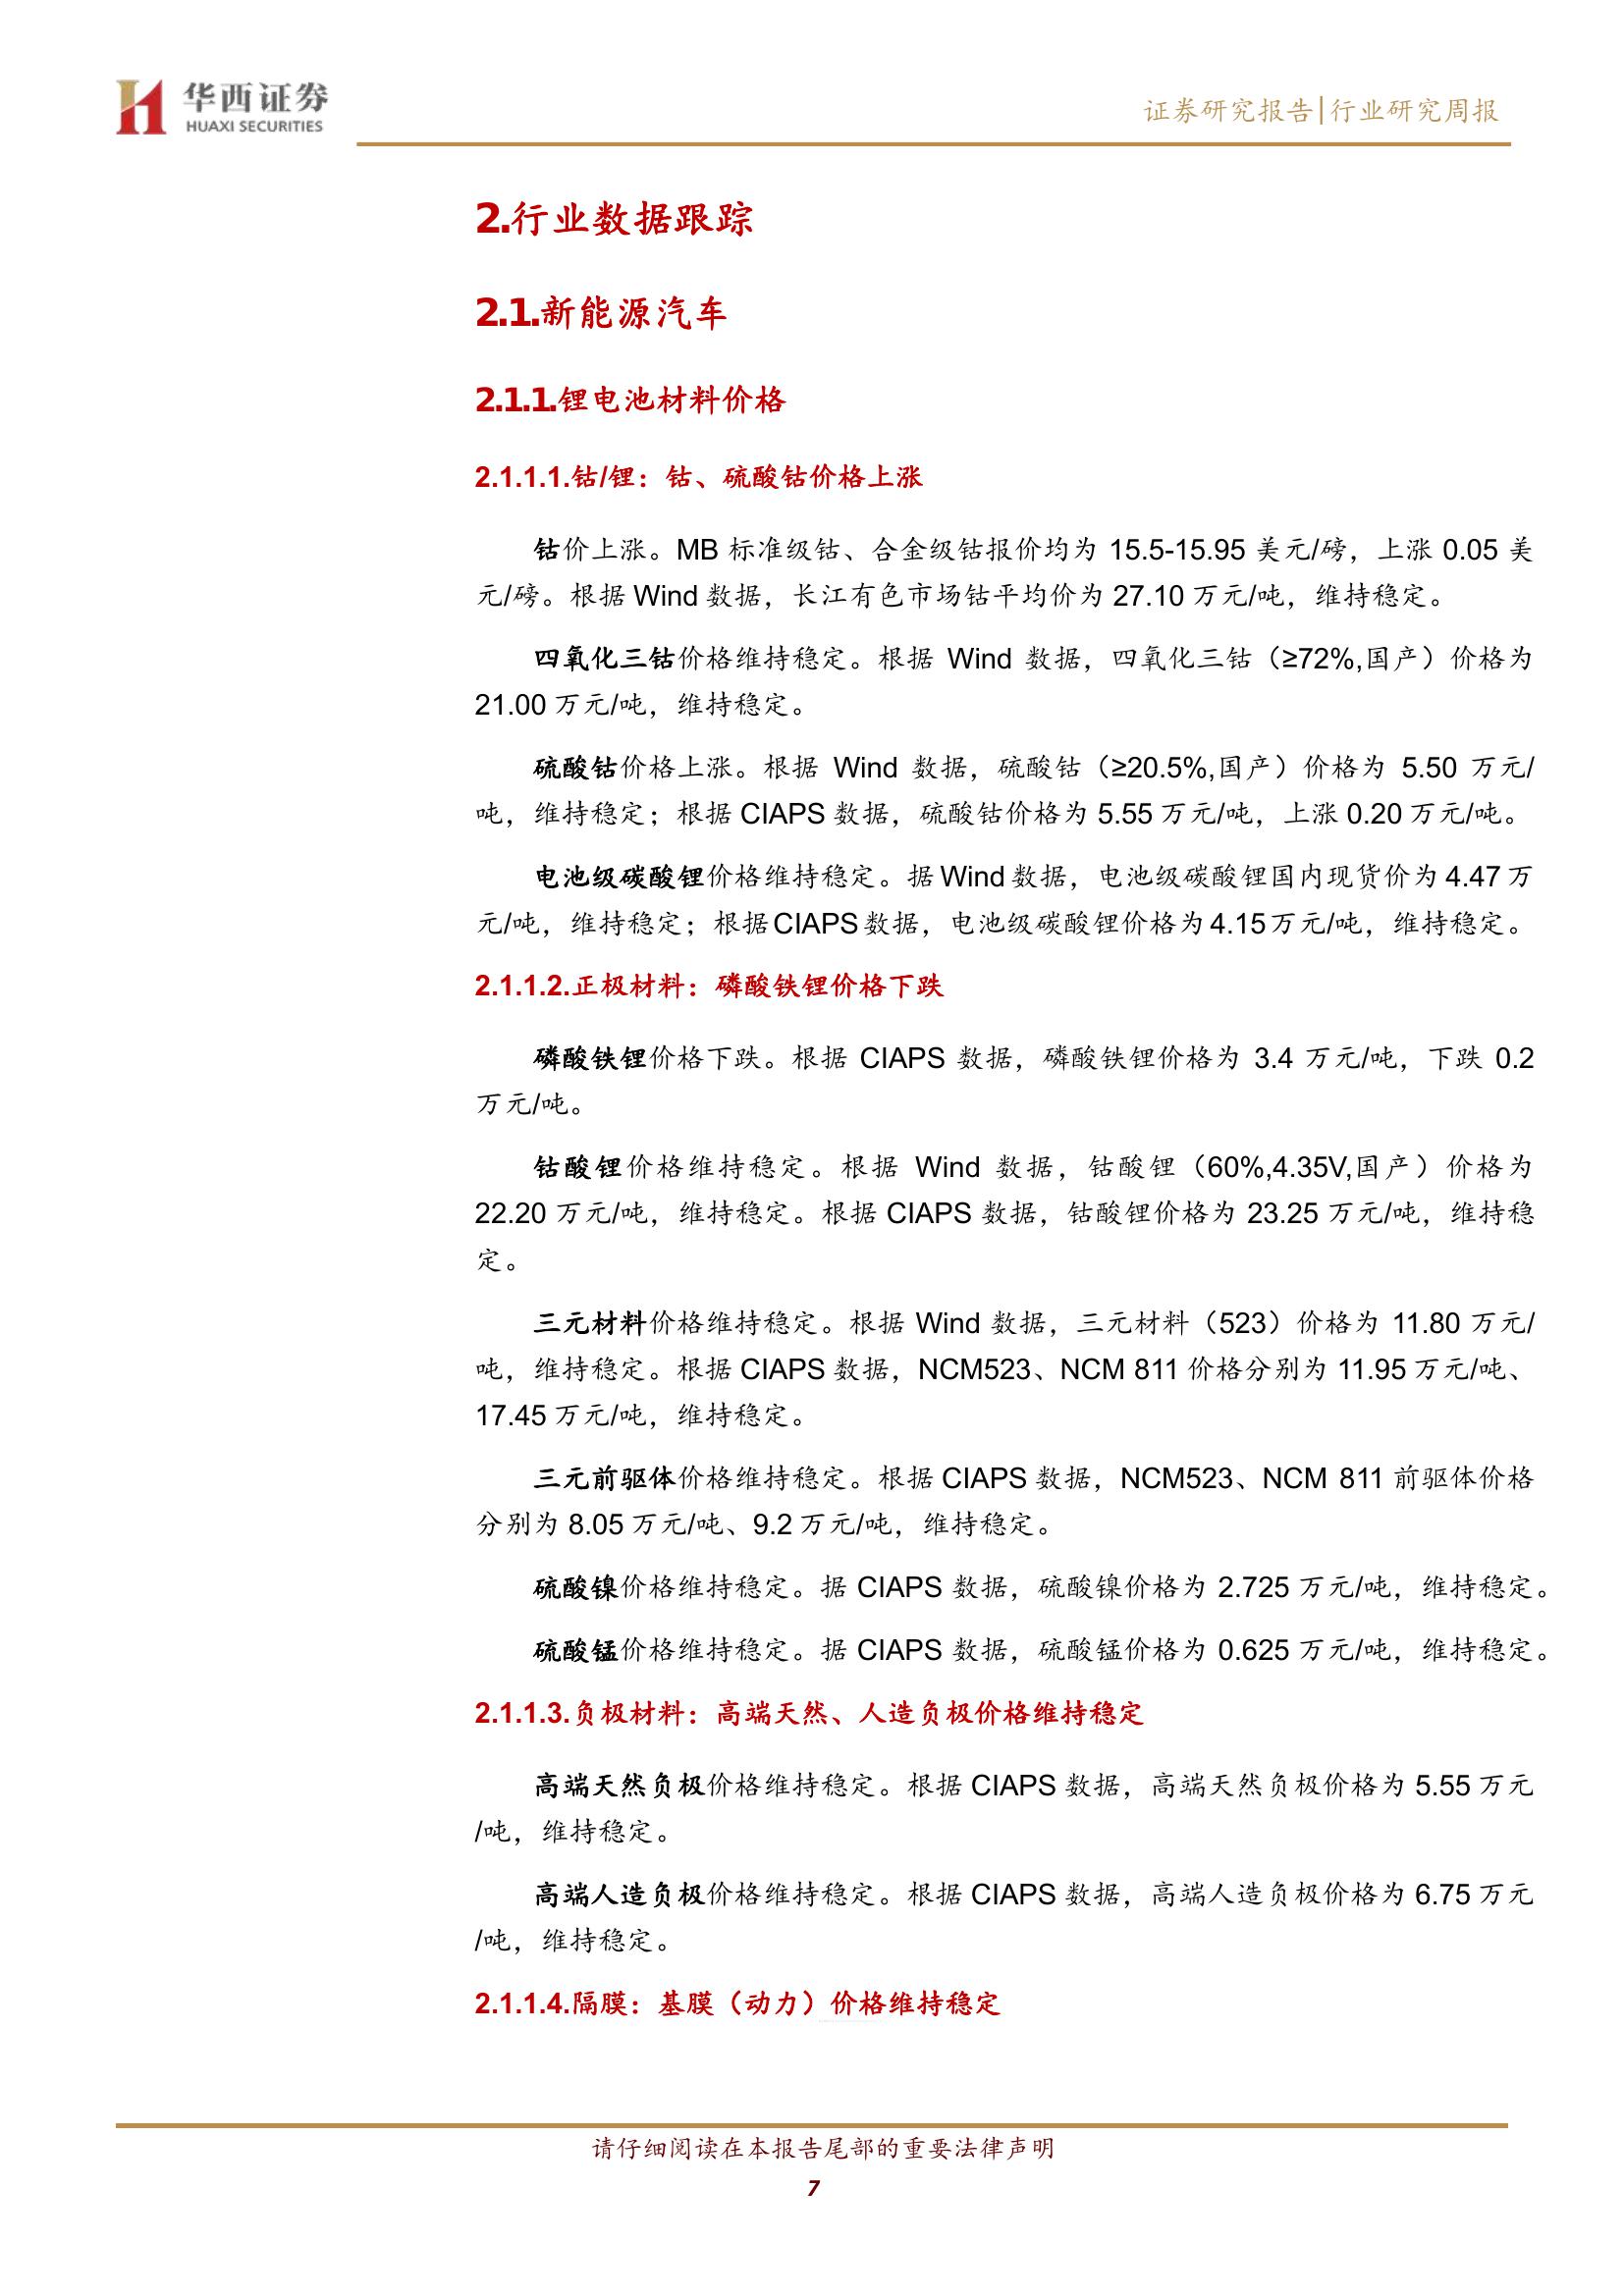 华西证券
HUAXI SECURITIES
证券研究报告|行业研究周报
2.行业数据跟踪
2.1.新能源汽车
2.1.1.锂电池材料价格
2.1.1.1.钴/锂：钴、硫酸钴价格上涨
钴价上涨。MB 标准级钴、合金级钴报价均为 15.5-15.95 美元/磅，上涨 0.05 美
元/磅。根据 Wind 数据，长江有色市场钴平均价为 27.10 万元/吨，维持稳定。
四氧化三钴价格维持稳定。根据 Wind 数据，四氧化三钴（≥72%,国产）价格为
21.00 万元/吨，维持稳定。
硫酸钴价格上涨。根据 Wind 数据，硫酸钴（≥20.5%,国产）价格为 5.50 万元/
吨，维持稳定；根据 CIAPS 数据，硫酸钴价格为 5.55 万元/吨，上涨 0.20 万元/吨。
电池级碳酸锂价格维持稳定。据 Wind 数据，电池级碳酸锂国内现货价为 4.47 万
元/吨，维持稳定；根据 CIAPS 数据，电池级碳酸锂价格为 4.15 万元/吨，维持稳定。
2.1.1.2.正极材料：磷酸铁锂价格下跌
磷酸铁锂价格下跌。根据 CIAPS 数据，磷酸铁锂价格为 3.4 万元/吨，下跌 0.2
万元/吨。
钴酸锂价格维持稳定。根据 Wind 数据，钴酸锂（60%,4.35V,国产）价格为
22.20 万元/吨，维持稳定。根据 CIAPS 数据，钴酸锂价格为 23.25 万元/吨，维持稳
定。
三元材料价格维持稳定。根据 Wind 数据，三元材料（523）价格为 11.80 万元/
吨，维持稳定。根据 CIAPS 数据，NCM523、NCM 811 价格分别为 11.95 万元/吨、
17.45 万元/吨，维持稳定。
三元前驱体价格维持稳定。根据 CIAPS 数据，NCM523、NCM 811 前驱体价格
分别为 8.05 万元/吨、9.2 万元/吨，维持稳定。
硫酸镍价格维持稳定。据 CIAPS 数据，硫酸镍价格为 2.725 万元/吨，维持稳定。
硫酸锰价格维持稳定。据 CIAPS 数据，硫酸锰价格为 0.625 万元/吨，维持稳定。
2.1.1.3.负极材料：高端天然、人造负极价格维持稳定
高端天然负极价格维持稳定。根据 CIAPS 数据，高端天然负极价格为 5.55 万元
/吨，维持稳定。
高端人造负极价格维持稳定。根据 CIAPS 数据，高端人造负极价格为 6.75 万元
/吨，维持稳定。
2.1.1.4.隔膜：基膜（动力）价格维持稳定
请仔细阅读在本报告尾部的重要法律声明
7